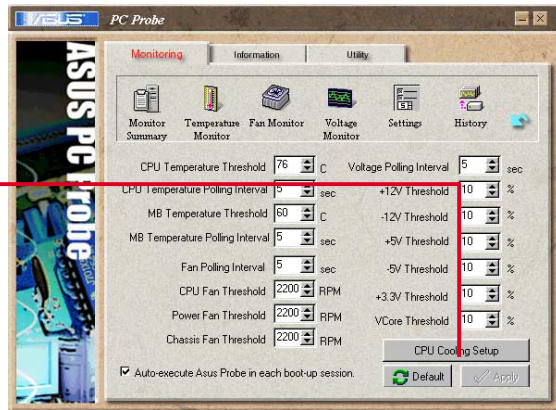 ASUS PC Probe
ASUS PC Probe
Monitoring Information Utility
Monitor Summary Temperature Monitor Fan Monitor Voltage Monitor Settings History
CPU Temperature Threshold 76 C Voltage Polling Interval 5 sec
CPU Temperature Polling Interval 5 sec +12V Threshold 10 %
MB Temperature Threshold 60 C -12V Threshold 10 %
MB Temperature Polling Interval 5 sec +5V Threshold 10 %
Fan Polling Interval 5 sec -5V Threshold 10 %
CPU Fan Threshold 2200 RPM +3.3V Threshold 10 %
Power Fan Threshold 2200 RPM VCore Threshold 10 %
Chassis Fan Threshold 2200 RPM
CPU Cooling Setup
Auto-execute Asus Probe in each boot-up session. Default Apply